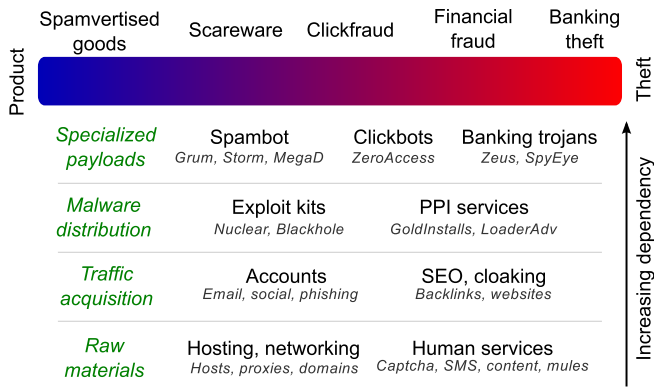 Spamvertised goods
Scareware
Clickfraud
Financial fraud
Banking theft
Product
Theft
Specialized payloads
Spambot
Grum, Storm, MegaD
Clickbots
ZeroAccess
Banking trojans
Zeus, SpyEye
Malware distribution
Exploit kits
Nuclear, Blackhole
PPI services
GoldInstalls, LoaderAdv
Traffic acquisition
Accounts
Email, social, phishing
SEO, cloaking
Backlinks, websites
Raw materials
Hosting, networking
Hosts, proxies, domains
Human services
Captcha, SMS, content, mules
Increasing dependency